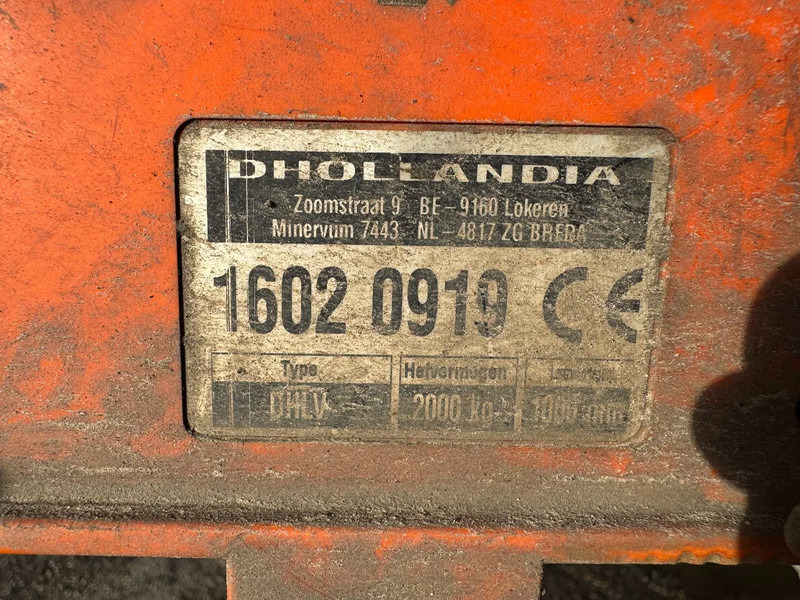 DHOLLANDIA
Zoomstraat 9 BE - 9160 Lokeren
Minervum 7443 NL - 4817 ZG BREDA
1602 0919 CE
Type Hefvermogen
2000 kg mm